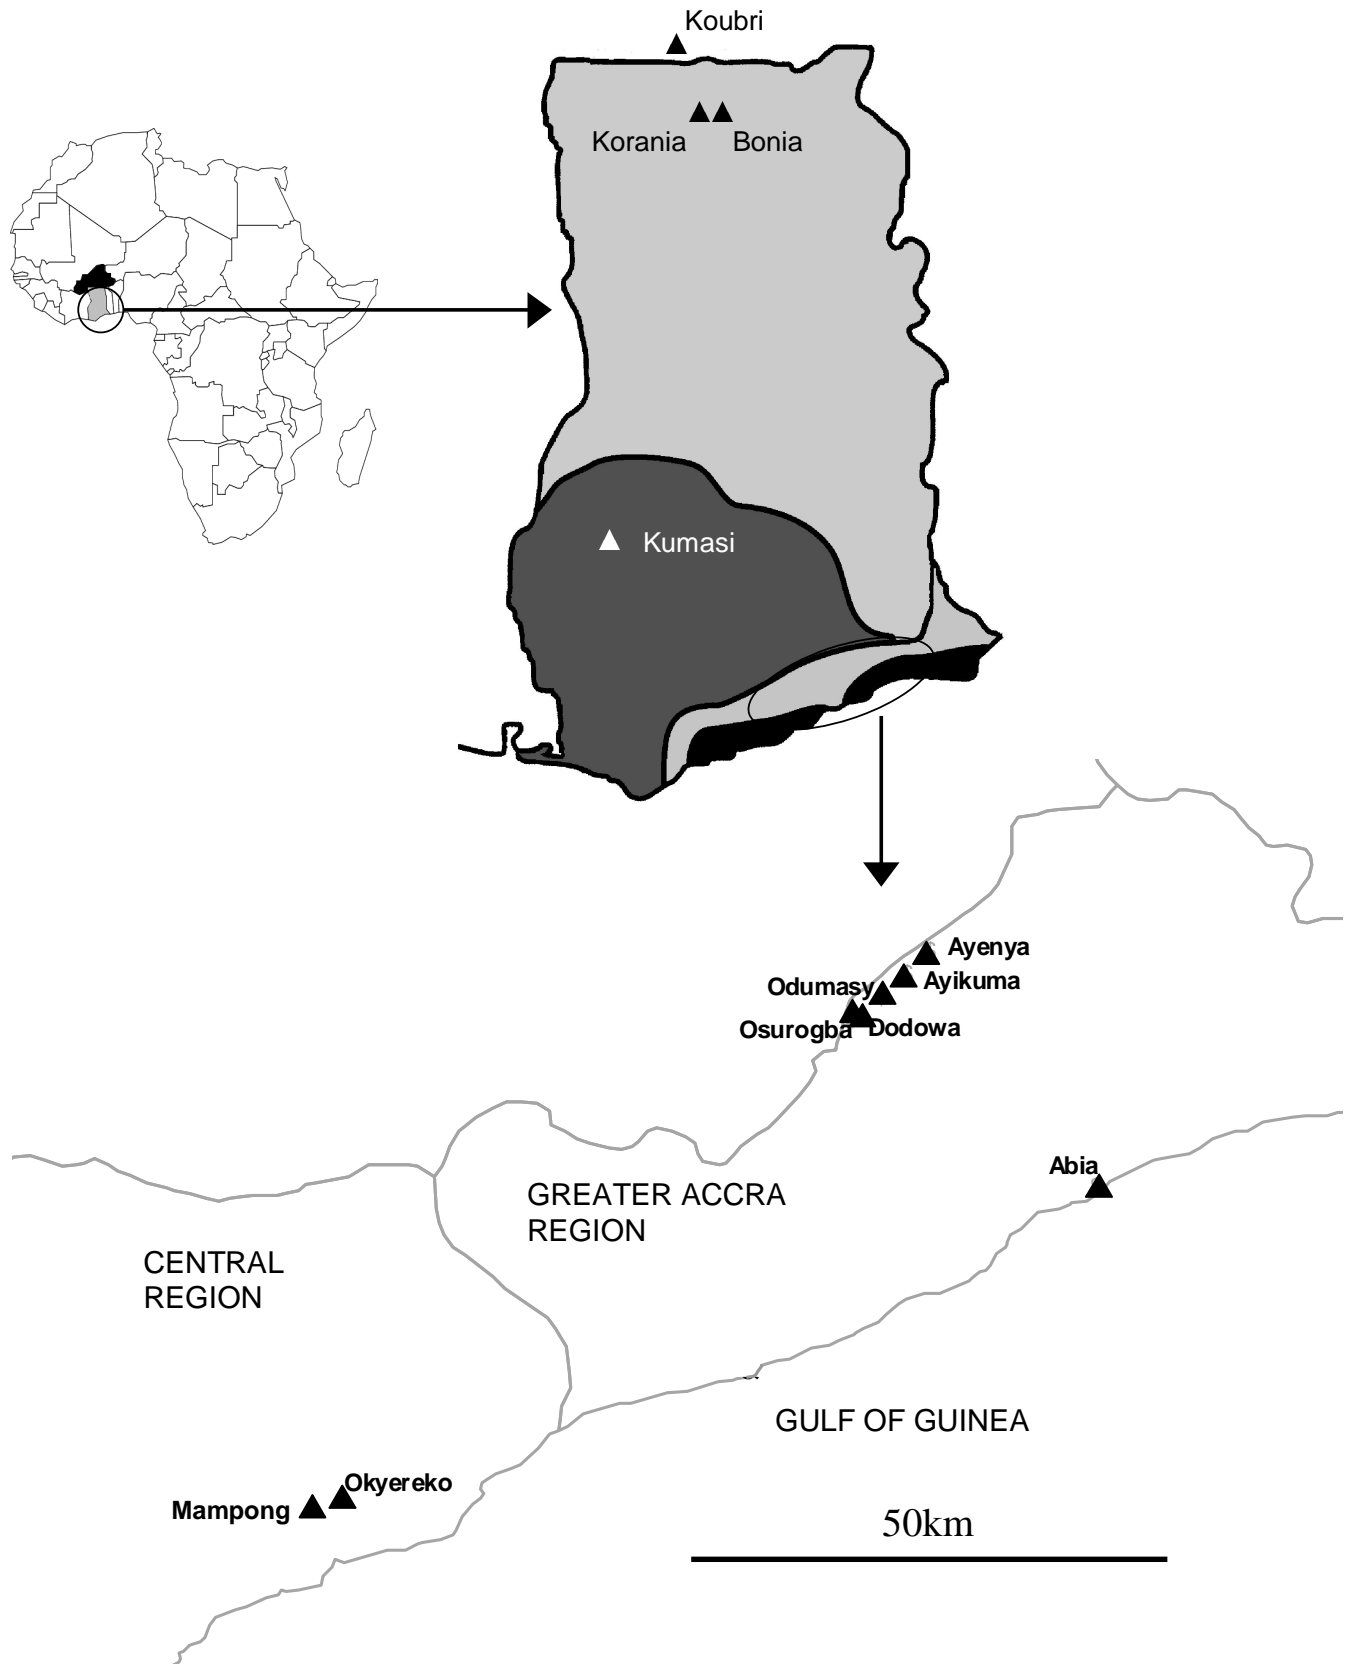 Koubri
Korania
Bonia
Kumasi
Ayenya
Ayikuma
Odumasy
Osurogba
Dodowa
Abia
GREATER ACCRA
REGION
CENTRAL
REGION
GULF OF GUINEA
Okyereko
Mampong
50km